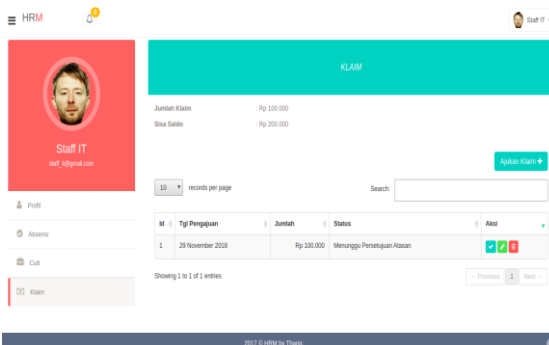 HRM
0
Staff IT
KLAIM
Staff IT
staff_it@gmail.com
Jumlah Klaim : Rp 100.000
Sisa Saldo : Rp 200.000
Ajukan Klaim +
10 records per page
Search:
Profil
Absensi
Cuti
Klaim
Id Tgl Pengajuan Jumlah Status Aksi
1 29 November 2018 Rp 100.000 Menunggu Persetujuan Atasan
Showing 1 to 1 of 1 entries
← Previous 1 Next →
2017 © HRM by Thario.